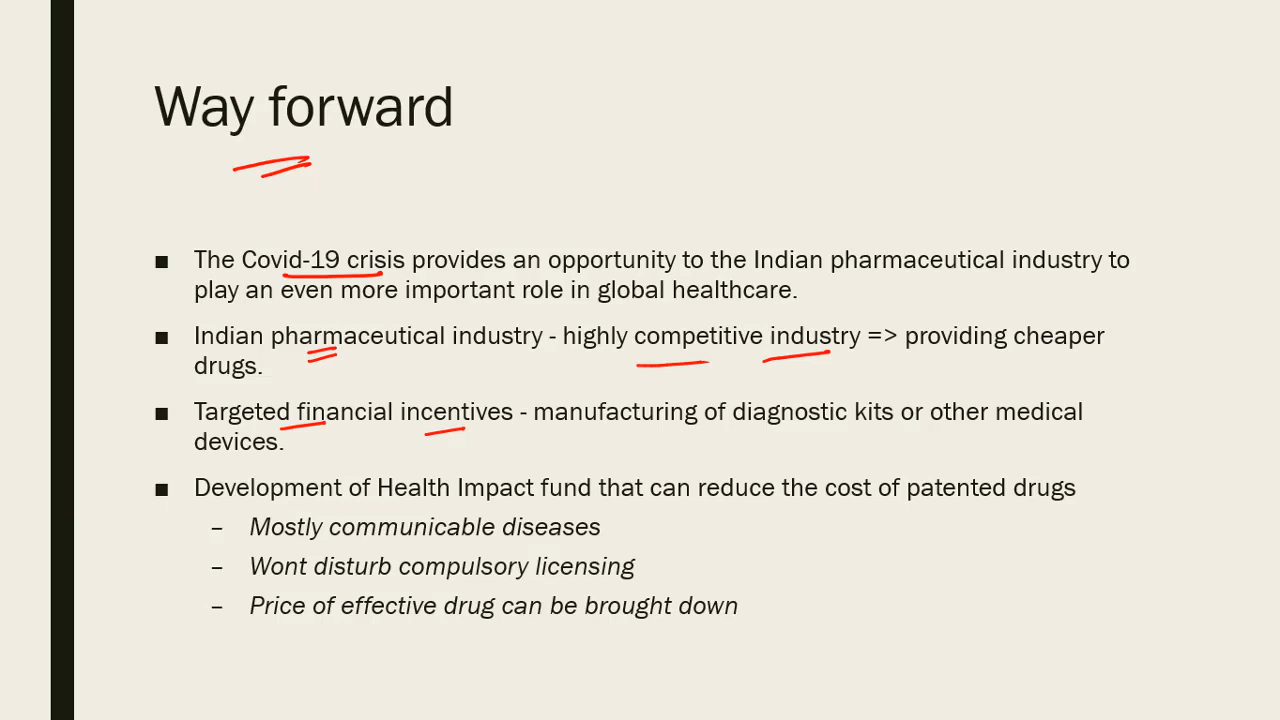 Way forward
■ The Covid-19 crisis provides an opportunity to the Indian pharmaceutical industry to
play an even more important role in global healthcare.
■ Indian pharmaceutical industry - highly competitive industry => providing cheaper
drugs.
■ Targeted financial incentives - manufacturing of diagnostic kits or other medical
devices.
■ Development of Health Impact fund that can reduce the cost of patented drugs
– Mostly communicable diseases
– Wont disturb compulsory licensing
– Price of effective drug can be brought down